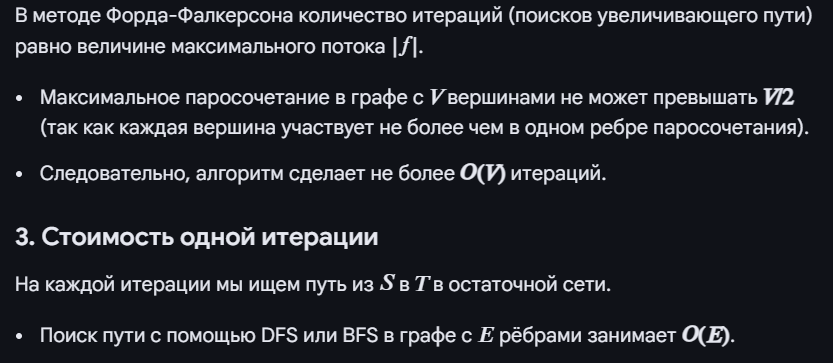 В методе Форда-Фалкерсона количество итераций (поисков увеличивающего пути)
равно величине максимального потока |f|.
• Максимальное паросочетание в графе с V вершинами не может превышать V/2
(так как каждая вершина участвует не более чем в одном ребре паросочетания).
• Следовательно, алгоритм сделает не более O(V) итераций.
3. Стоимость одной итерации
На каждой итерации мы ищем путь из S в T в остаточной сети.
• Поиск пути с помощью DFS или BFS в графе с E рёбрами занимает O(E).